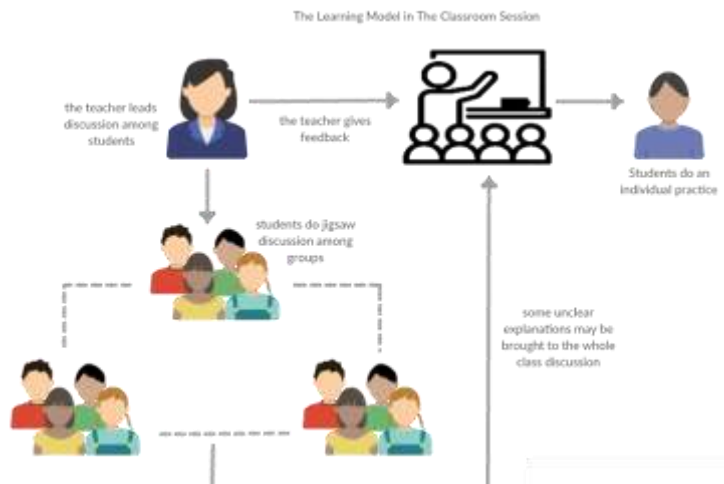 The Learning Model in The Classroom Session
the teacher leads
discussion among
students
the teacher gives
feedback
Students do an
individual practice
students do jigsaw
discussion among
groups
some unclear
explanations may be
brought to the whole
class discussion